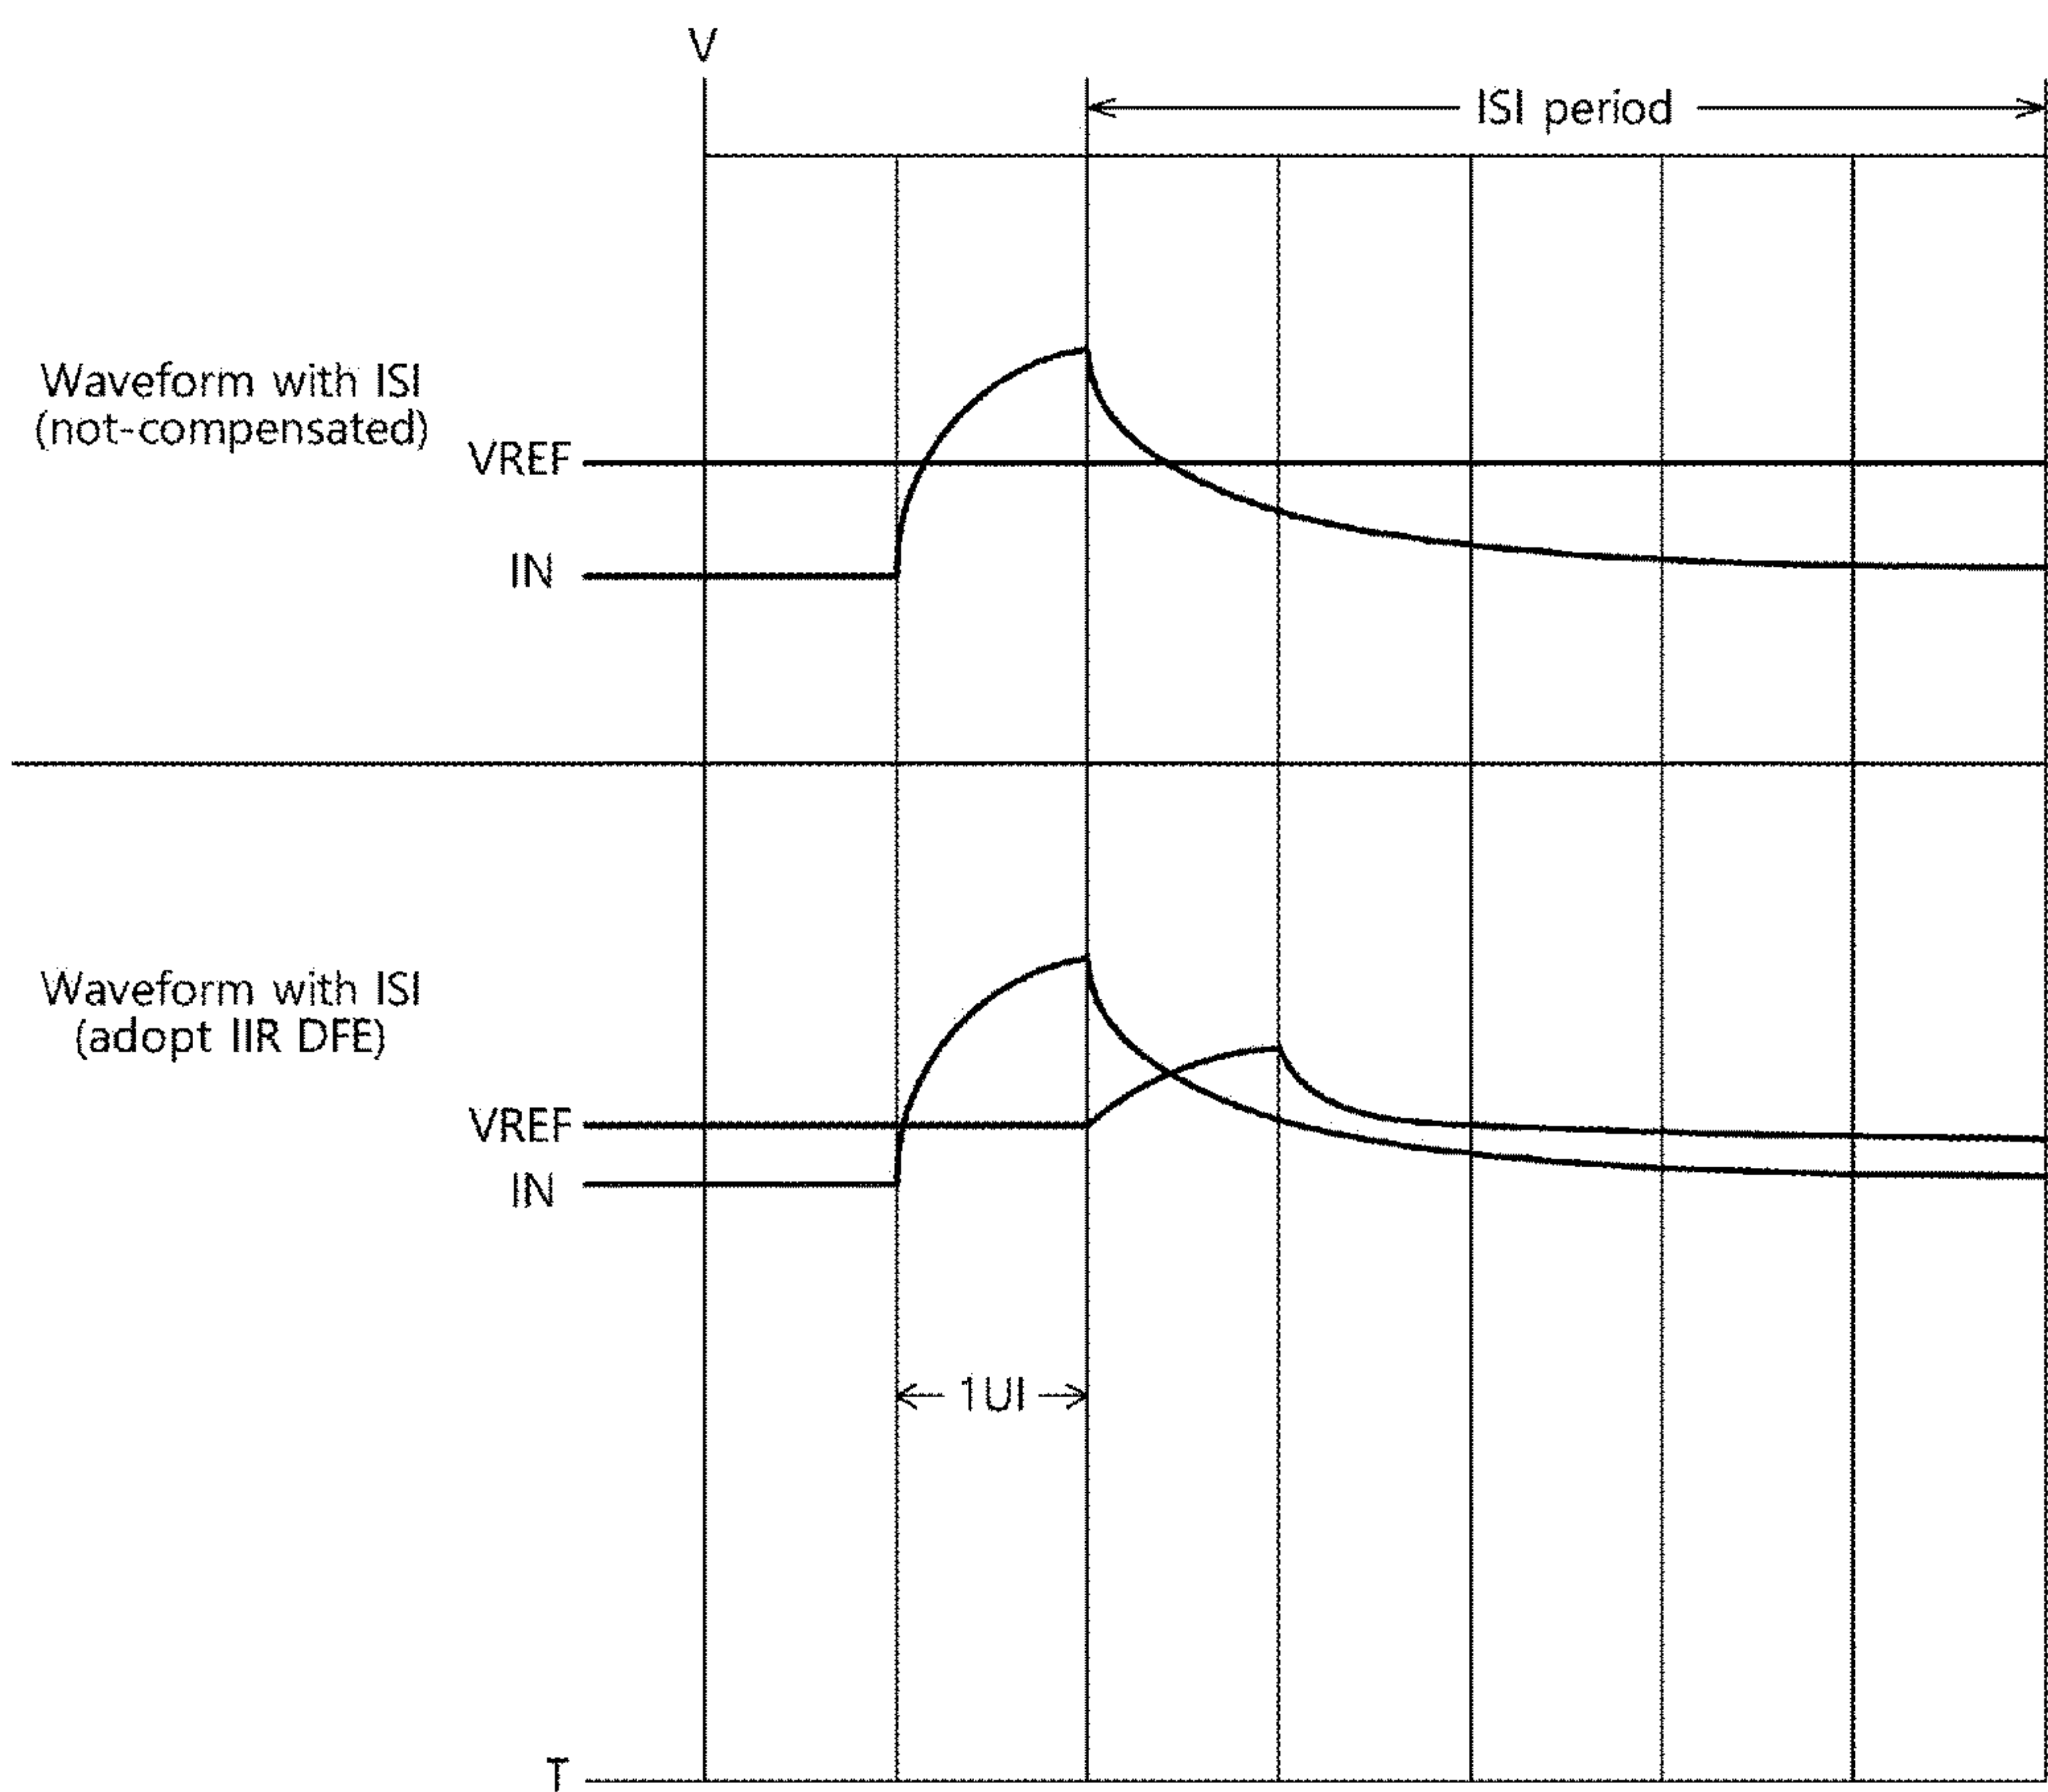 V
ISI period
Waveform with ISI
(not-compensated)
VREF
IN
Waveform with ISI
(adopt IIR DFE)
VREF
IN
1UI
T